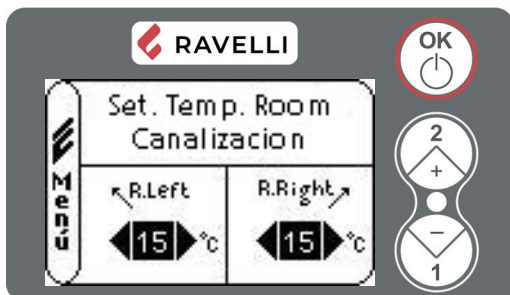 RAVELLI
OK
Set. Temp. Room
Canalizacion
Menú
R.Left
R.Right
15 °c
15 °c
2
+
−
1